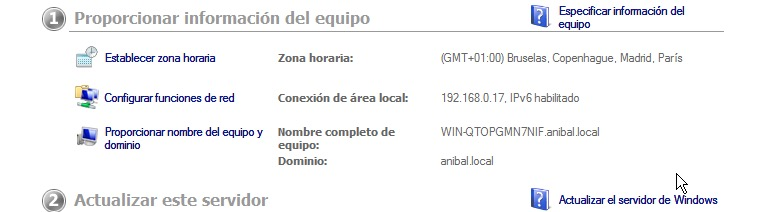 1 Proporcionar información del equipo
Especificar información del
equipo
Establecer zona horaria Zona horaria: (GMT+01:00) Bruselas, Copenhague, Madrid, París
Configurar funciones de red Conexión de área local: 192.168.0.17, IPv6 habilitado
Proporcionar nombre del equipo y
dominio
Nombre completo de
equipo:
WIN-QTOPGMN7NIF.anibal.local
Dominio: anibal.local
2 Actualizar este servidor
Actualizar el servidor de Windows